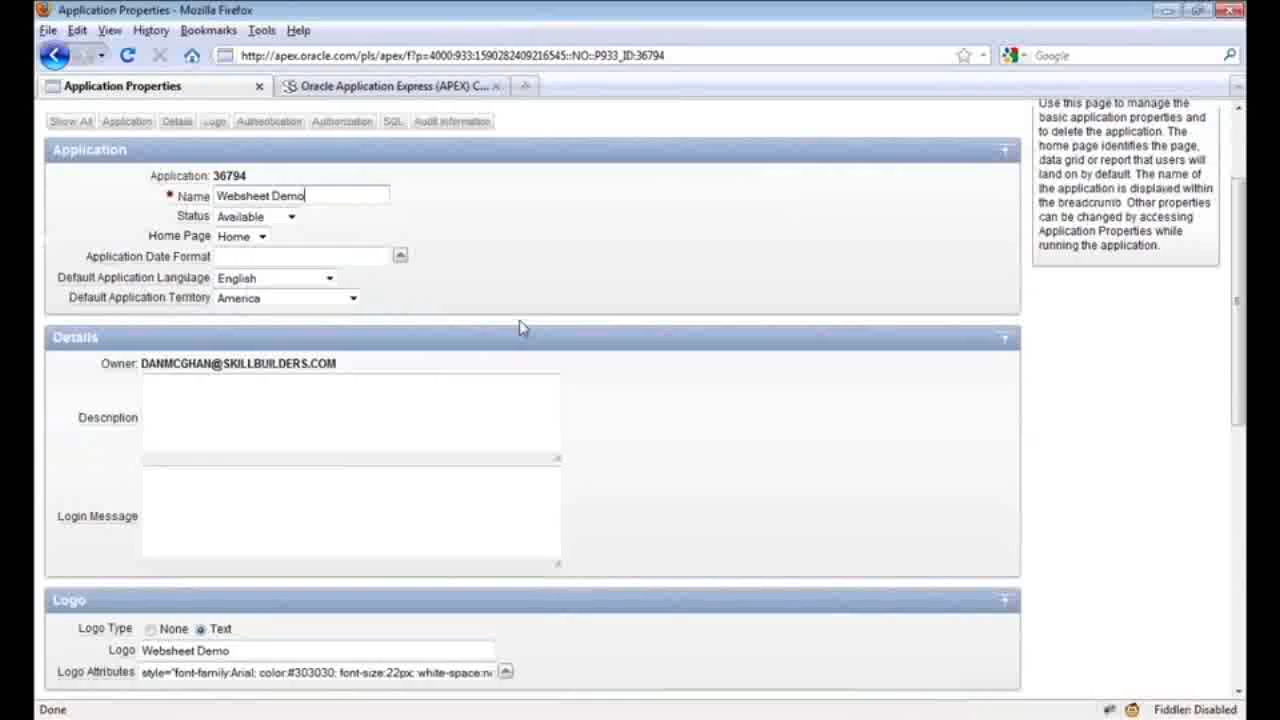 Application Properties - Mozilla Firefox
File Edit View History Bookmarks Tools Help
http://apex.oracle.com/pls/apex/f?p=4000:933:1590282409216545::NO::P933_ID:36794
Google
Application Properties
Oracle Application Express (APEX) C...
Show All Application Details Logo Authentication Authorization SQL Audit Information
Use this page to manage the
basic application properties and
to delete the application. The
home page identifies the page,
data grid or report that users will
land on by default. The name of
the application is displayed within
the breadcrumb. Other properties
can be changed by accessing
Application Properties while
running the application.
Application
Application: 36794
* Name Websheet Demo
Status Available
Home Page Home
Application Date Format
Default Application Language English
Default Application Territory America
Details
Owner: DANMCGHAN@SKILLBUILDERS.COM
Description
Login Message
Logo
Logo Type None Text
Logo Websheet Demo
Logo Attributes style="font-family:Arial; color:#303030; font-size:22px; white-space:n
Done
Fiddler: Disabled